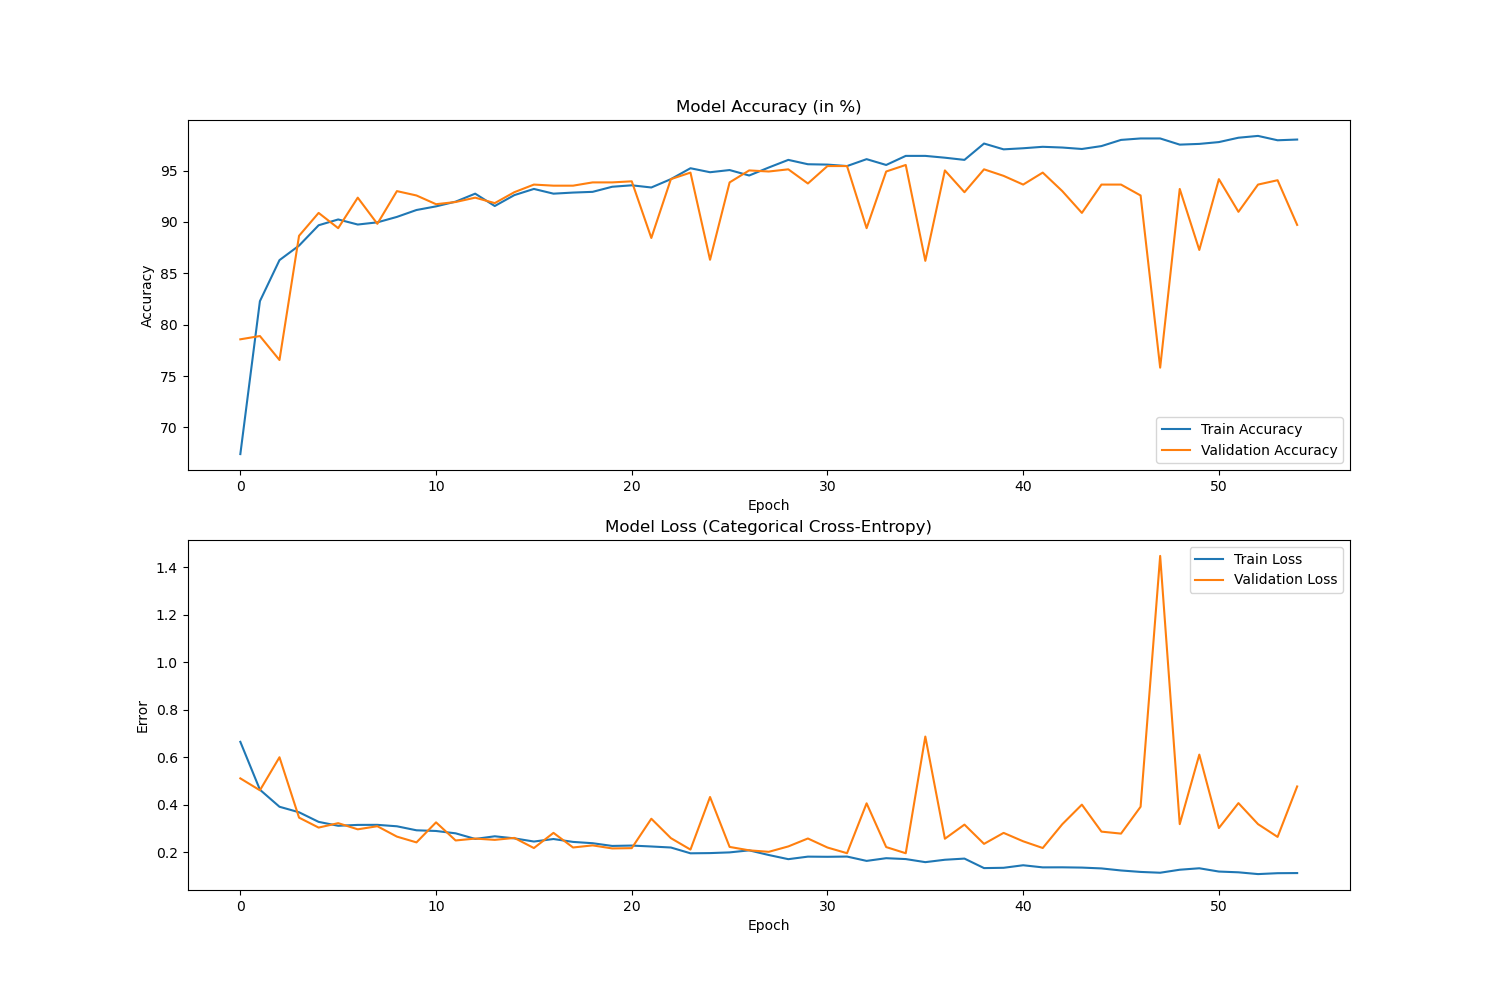 Model Accuracy (in %)
Accuracy
95
90
85
80
75
70
Train Accuracy
Validation Accuracy
0 10 20 30 40 50
Epoch
Model Loss (Categorical Cross-Entropy)
Error
1.4
1.2
1.0
0.8
0.6
0.4
0.2
Train Loss
Validation Loss
0 10 20 30 40 50
Epoch